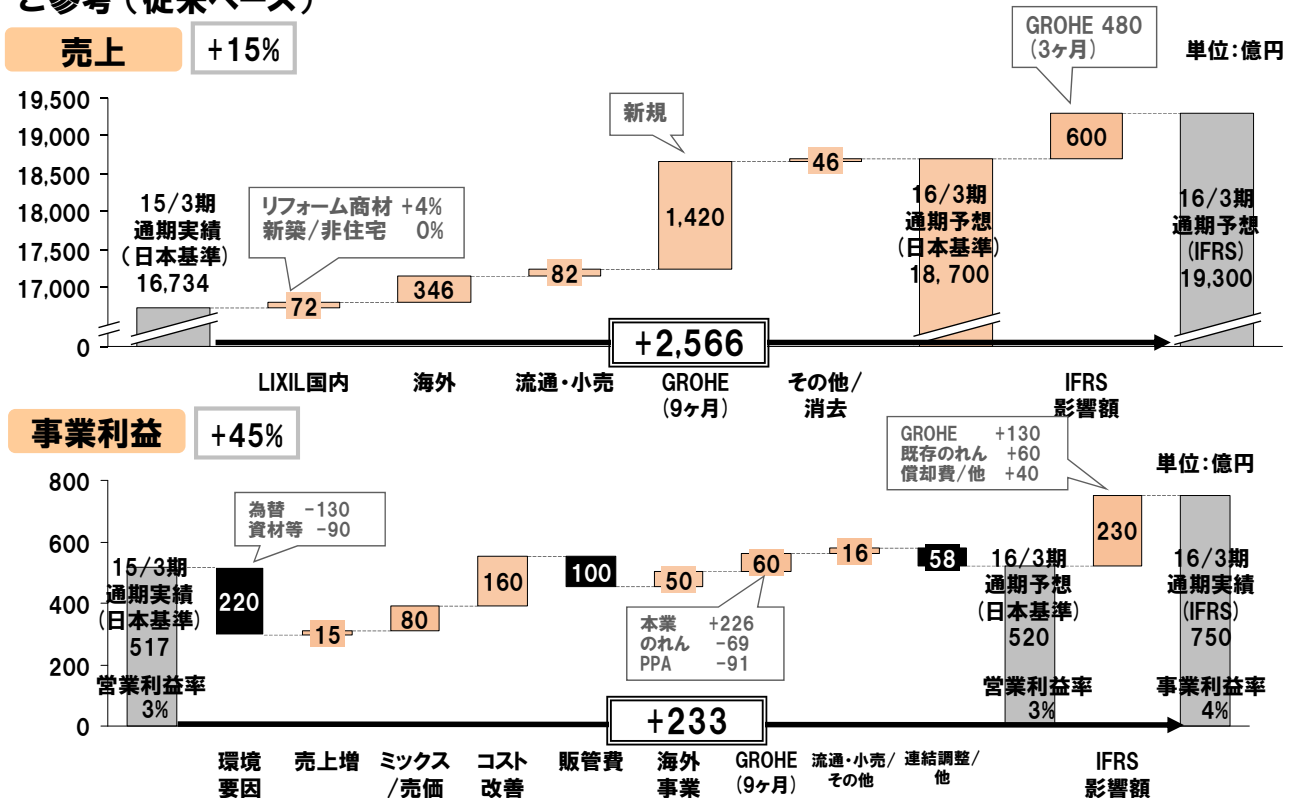 ご参考（従来ベース）
売上
+15%
GROHE 480
(3ヶ月)
単位：億円
19,500
19,000
18,500
18,000
17,500
17,000
0
15/3期
通期実績
(日本基準)
16,734
リフォーム商材 +4%
新築/非住宅 0%
72
346
82
新規
1,420
46
16/3期
通期予想
(日本基準)
18,700
600
16/3期
通期予想
(IFRS)
19,300
+2,566
LIXIL国内
海外
流通・小売
GROHE
(9ヶ月)
その他/
消去
IFRS
影響額
事業利益
+45%
GROHE +130
既存のれん +60
償却費/他 +40
単位：億円
800
600
400
200
0
為替 -130
資材等 -90
15/3期
通期実績
(日本基準)
517
営業利益率
3%
220
15
80
160
100
50
60
16
58
本業 +226
のれん -69
PPA -91
16/3期
通期予想
(日本基準)
520
営業利益率
3%
230
16/3期
通期実績
(IFRS)
750
事業利益率
4%
+233
環境
要因
売上増
ミックス
/売価
コスト
改善
販管費
海外
事業
GROHE
(9ヶ月)
流通・小売/
その他
連結調整/
他
IFRS
影響額